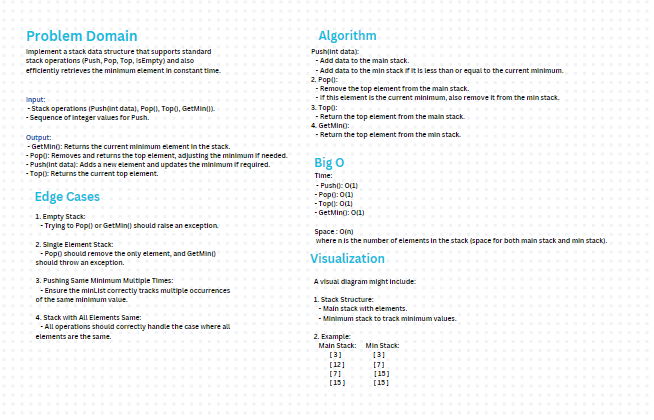 Problem Domain
Implement a stack data structure that supports standard
stack operations (Push, Pop, Top, IsEmpty) and also
efficiently retrieves the minimum element in constant time.
Input:
- Stack operations (Push(int data), Pop(), Top(), GetMin()).
- Sequence of integer values for Push.
Output:
- GetMin(): Returns the current minimum element in the stack.
- Pop(): Removes and returns the top element, adjusting the minimum if needed.
- Push(int data): Adds a new element and updates the minimum if required.
- Top(): Returns the current top element.
Edge Cases
1. Empty Stack:
- Trying to Pop() or GetMin() should raise an exception.
2. Single Element Stack:
- Pop() should remove the only element, and GetMin()
should throw an exception.
3. Pushing Same Minimum Multiple Times:
- Ensure the minList correctly tracks multiple occurrences
of the same minimum value.
4. Stack with All Elements Same:
- All operations should correctly handle the case where all
elements are the same.
Algorithm
Push(int data):
- Add data to the main stack.
- Add data to the min stack if it is less than or equal to the current minimum.
2. Pop():
- Remove the top element from the main stack.
- If this element is the current minimum, also remove it from the min stack.
3. Top():
- Return the top element from the main stack.
4. GetMin():
- Return the top element from the min stack.
Big O
Time:
- Push(): O(1)
- Pop(): O(1)
- Top(): O(1)
- GetMin(): O(1)
Space : O(n)
where n is the number of elements in the stack (space for both main stack and min stack).
Visualization
A visual diagram might include:
1. Stack Structure:
- Main stack with elements.
- Minimum stack to track minimum values.
2. Example:
Main Stack: Min Stack:
[ 3 ] [ 3 ]
[ 12 ] [ 7 ]
[ 7 ] [ 15 ]
[ 15 ] [ 15 ]